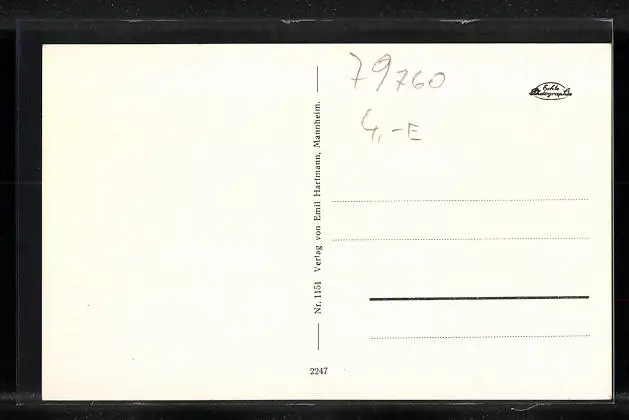 79760
4,-E
Echte
Photographie
Nr. 1151 Verlag von Emil Hartmann, Mannheim.
2247